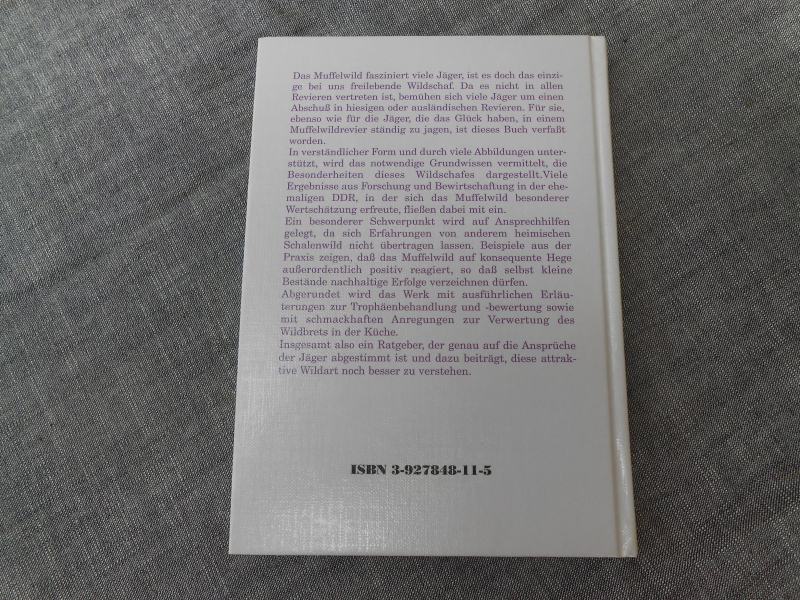 Das Muffelwild fasziniert viele Jäger, ist es doch das einzi-
ge bei uns freilebende Wildschaf. Da es nicht in allen
Revieren vertreten ist, bemühen sich viele Jäger um einen
Abschuß in hiesigen oder ausländischen Revieren. Für sie,
ebenso wie für die Jäger, die das Glück haben, in einem
Muffelwildrevier ständig zu jagen, ist dieses Buch verfaßt
worden.
In verständlicher Form und durch viele Abbildungen unter-
stützt, wird das notwendige Grundwissen vermittelt, die
Besonderheiten dieses Wildschafes dargestellt.Viele
Ergebnisse aus Forschung und Bewirtschaftung in der ehe-
maligen DDR, in der sich das Muffelwild besonderer
Wertschätzung erfreute, fließen dabei mit ein.
Ein besonderer Schwerpunkt wird auf Ansprechhilfen
gelegt, da sich Erfahrungen von anderem heimischen
Schalenwild nicht übertragen lassen. Beispiele aus der
Praxis zeigen, daß das Muffelwild auf konsequente Hege
außerordentlich positiv reagiert, so daß selbst kleine
Bestände nachhaltige Erfolge verzeichnen dürfen.
Abgerundet wird das Werk mit ausführlichen Erläu-
terungen zur Trophäenbehandlung und -bewertung sowie
mit schmackhaften Anregungen zur Verwertung des
Wildbrets in der Küche.
Insgesamt also ein Ratgeber, der genau auf die Ansprüche
der Jäger abgestimmt ist und dazu beiträgt, diese attrak-
tive Wildart noch besser zu verstehen.
ISBN 3-927848-11-5